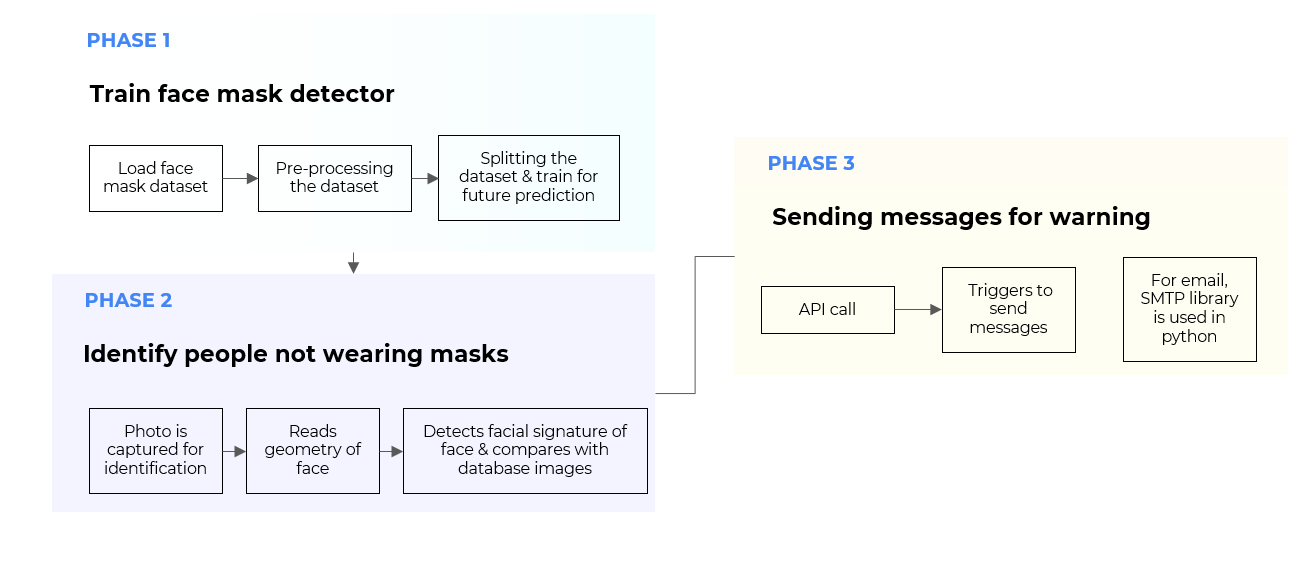 PHASE 1
Train face mask detector
Load face
mask dataset
Pre-processing
the dataset
Splitting the
dataset & train for
future prediction
PHASE 2
Identify people not wearing masks
Photo is
captured for
identification
Reads
geometry of
face
Detects facial signature of
face & compares with
database images
PHASE 3
Sending messages for warning
API call
Triggers to
send
messages
For email,
SMTP library
is used in
python